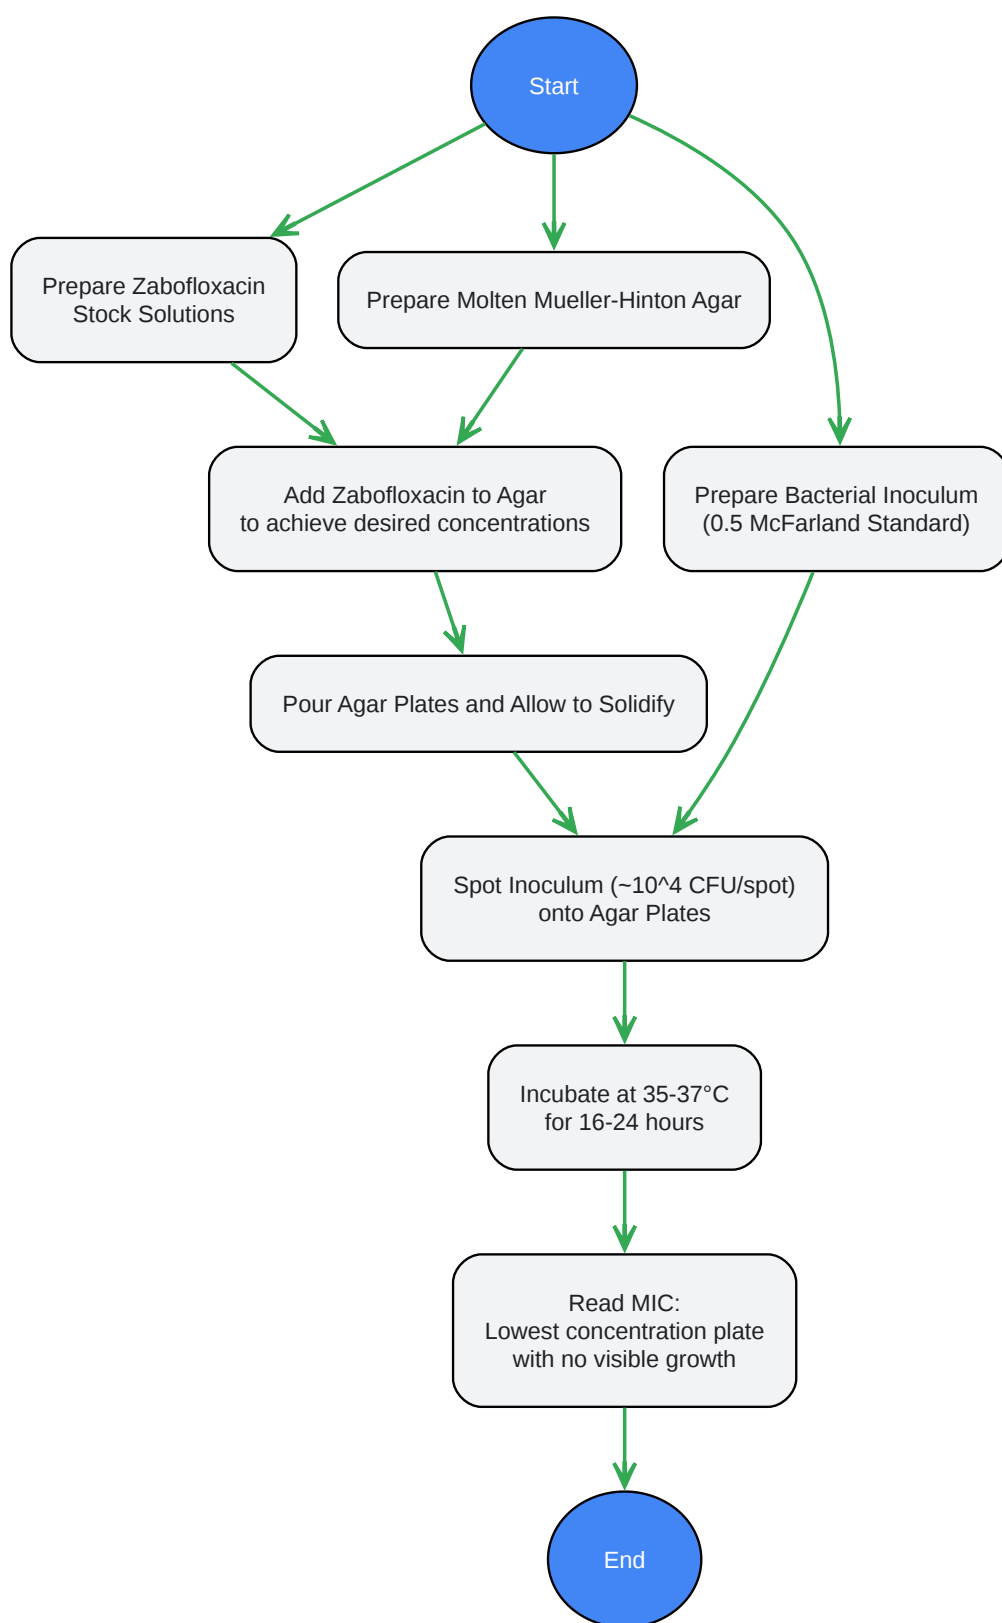 Start
Prepare Zabofloxacin
Stock Solutions
Prepare Molten Mueller-Hinton Agar
Add Zabofloxacin to Agar
to achieve desired concentrations
Prepare Bacterial Inoculum
(0.5 McFarland Standard)
Pour Agar Plates and Allow to Solidify
Spot Inoculum (~10^4 CFU/spot)
onto Agar Plates
Incubate at 35-37°C
for 16-24 hours
Read MIC:
Lowest concentration plate
with no visible growth
End